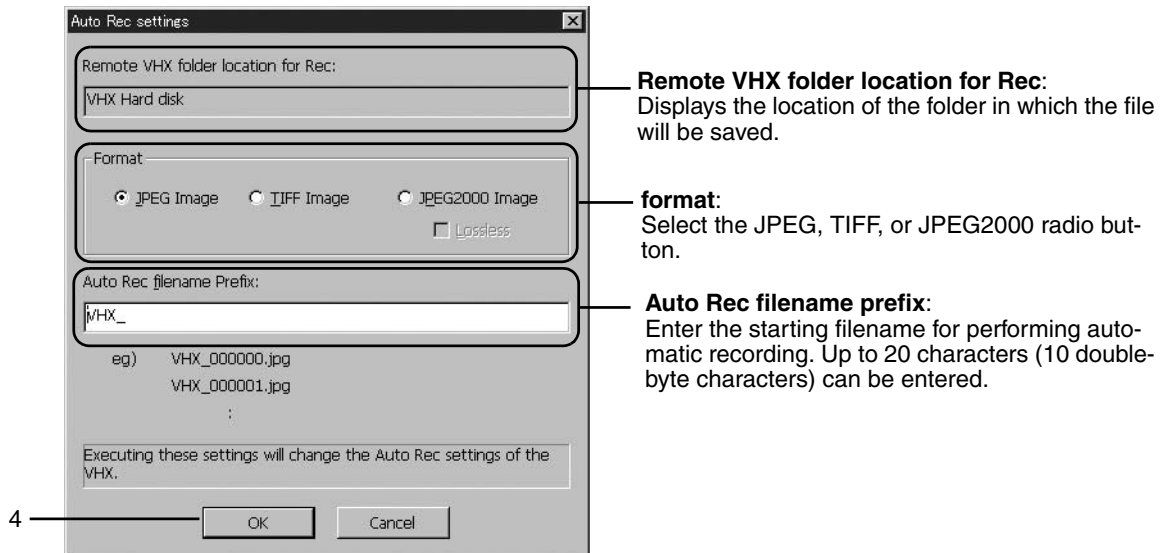 Auto Rec settings
Remote VHX folder location for Rec:
VHX Hard disk
Format
JPEG Image TIFF Image JPEG2000 Image
Lossless
Auto Rec filename Prefix:
VHX_
eg) VHX_000000.jpg
VHX_000001.jpg
:
Executing these settings will change the Auto Rec settings of the
VHX.
4
OK Cancel
Remote VHX folder location for Rec:
Displays the location of the folder in which the file
will be saved.
format:
Select the JPEG, TIFF, or JPEG2000 radio but-
ton.
Auto Rec filename prefix:
Enter the starting filename for performing auto-
matic recording. Up to 20 characters (10 double-
byte characters) can be entered.